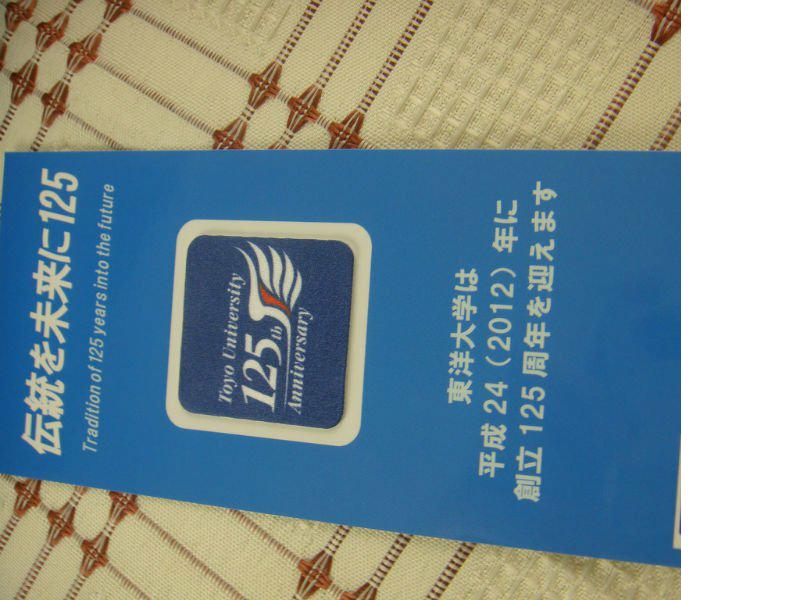 伝統を未来に125
Tradition of 125 years into the future
Toyo University
125th
Anniversary
東洋大学は
平成24(2012)年に
創立125周年を迎えます